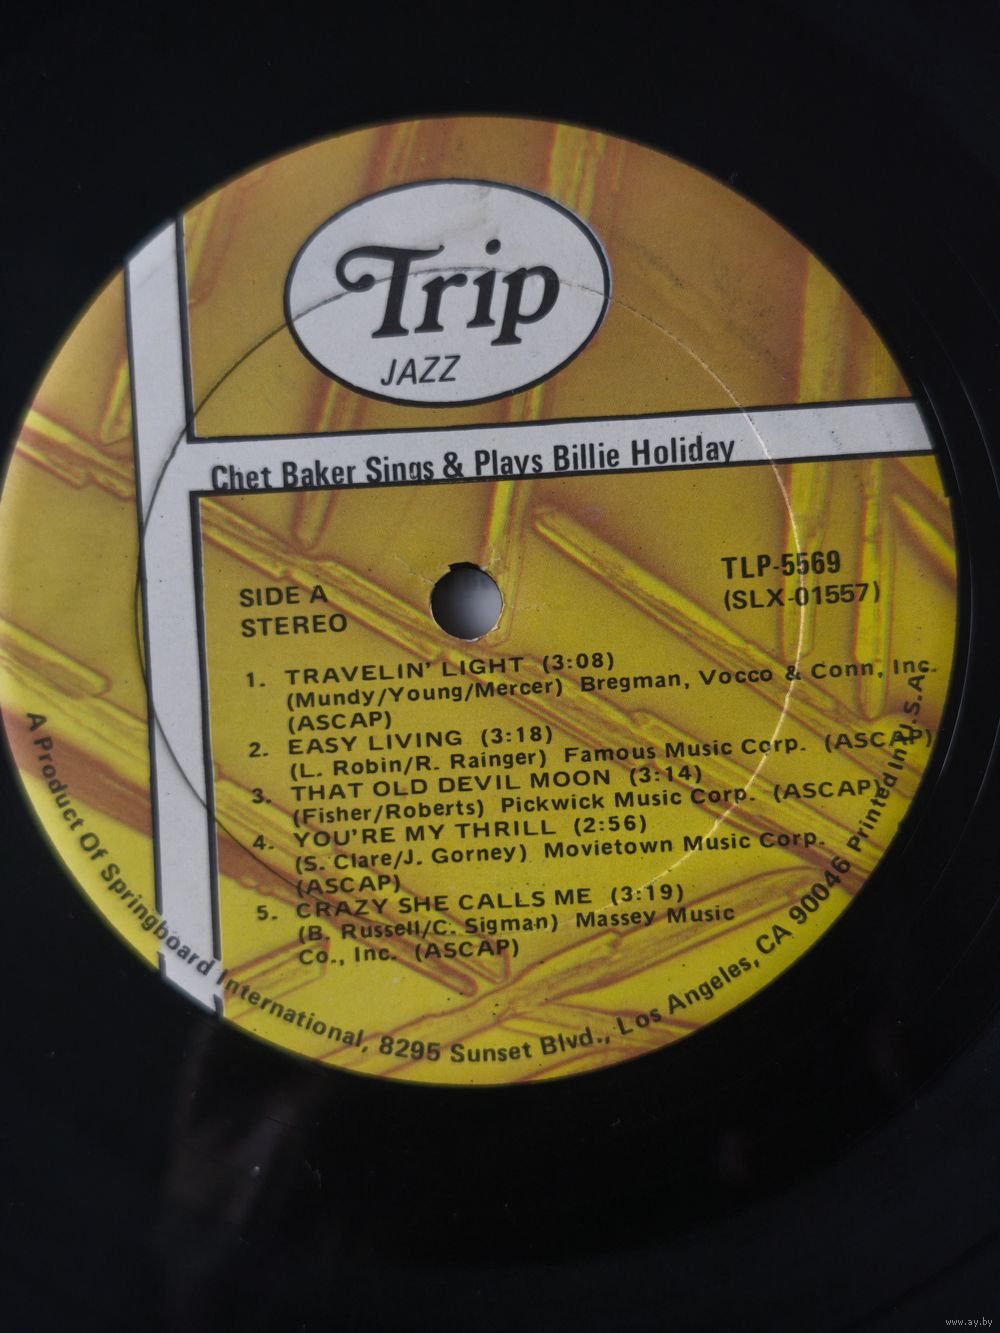 Trip
JAZZ
Chet Baker Sings & Plays Billie Holiday
TLP-5569
(SLX-01557)
SIDE A
STEREO
1. TRAVELIN' LIGHT (3:08)
(Mundy/Young/Mercer) Bregman, Vocco & Conn, Inc.
(ASCAP)
2. EASY LIVING (3:18)
(L. Robin/R. Rainger) Famous Music Corp. (ASCAP)
3. THAT OLD DEVIL MOON (3:14)
(Fisher/Roberts) Pickwick Music Corp. (ASCAP)
4. YOU'RE MY THRILL (2:56)
(S. Clare/J. Gorney) Movietown Music Corp.
(ASCAP)
5. CRAZY SHE CALLS ME (3:19)
(B. Russell/C. Sigman) Massey Music
Co., Inc. (ASCAP)
A Product Of Springboard International, 8295 Sunset Blvd., Los Angeles, CA 90046 Printed in U.S.A.
www.ay.by